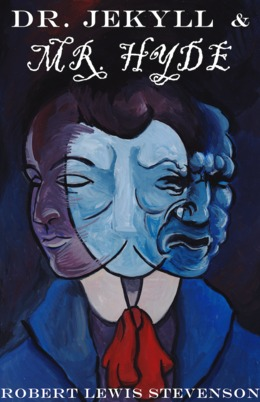 DR. JEKYLL &
MR. HYDE
ROBERT LEWIS STEVENSON